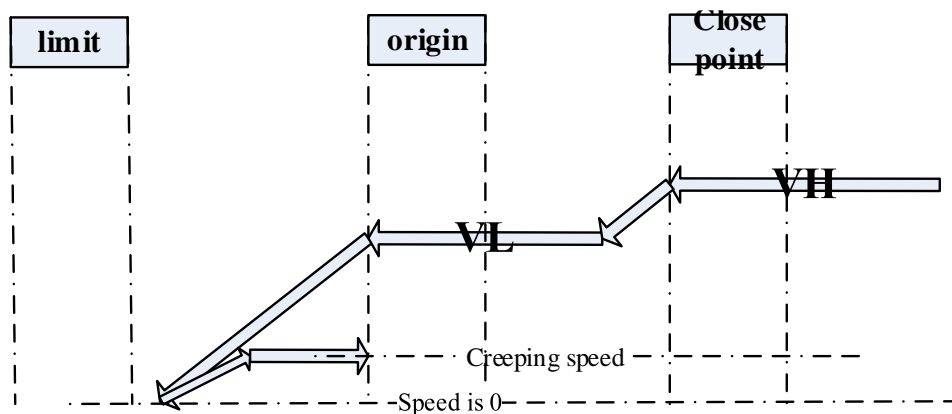 limit
origin
Close
point
VH
VL
Creeping speed
Speed is 0